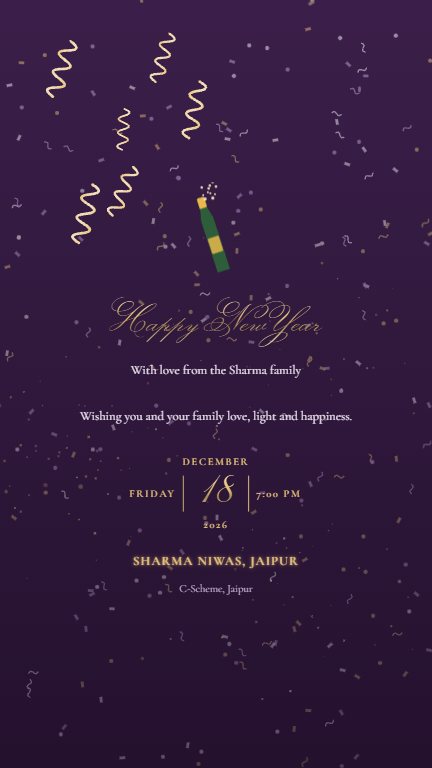 Happy New Year
With love from the Sharma family
Wishing you and your family love, light and happiness.
DECEMBER
FRIDAY 18 7:00 PM
2026
SHARMA NIWAS, JAIPUR
C-Scheme, Jaipur